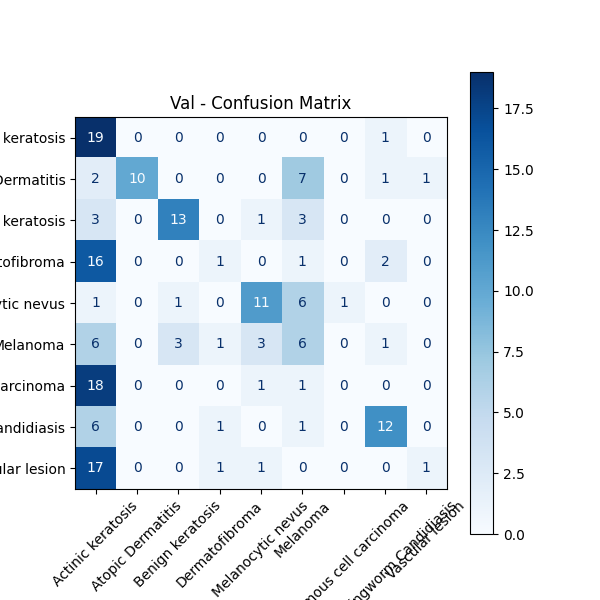 Val - Confusion Matrix
keratosis 19 0 0 0 0 0 0 1 0
Dermatitis 2 10 0 0 0 7 0 1 1
keratosis 3 0 13 0 1 3 0 0 0
tofibroma 16 0 0 1 0 1 0 2 0
ytic nevus 1 0 1 0 11 6 1 0 0
Melanoma 6 0 3 1 3 6 0 1 0
arcinoma 18 0 0 0 1 1 0 0 0
andidiasis 6 0 0 1 0 1 0 12 0
ular lesion 17 0 0 1 1 0 0 0 1
Actinic keratosis
Atopic Dermatitis
Benign keratosis
Dermatofibroma
Melanocytic nevus
Melanoma
mous cell carcinoma
ngworm Candidiasis
Vascular lesion
17.5
15.0
12.5
10.0
7.5
5.0
2.5
0.0